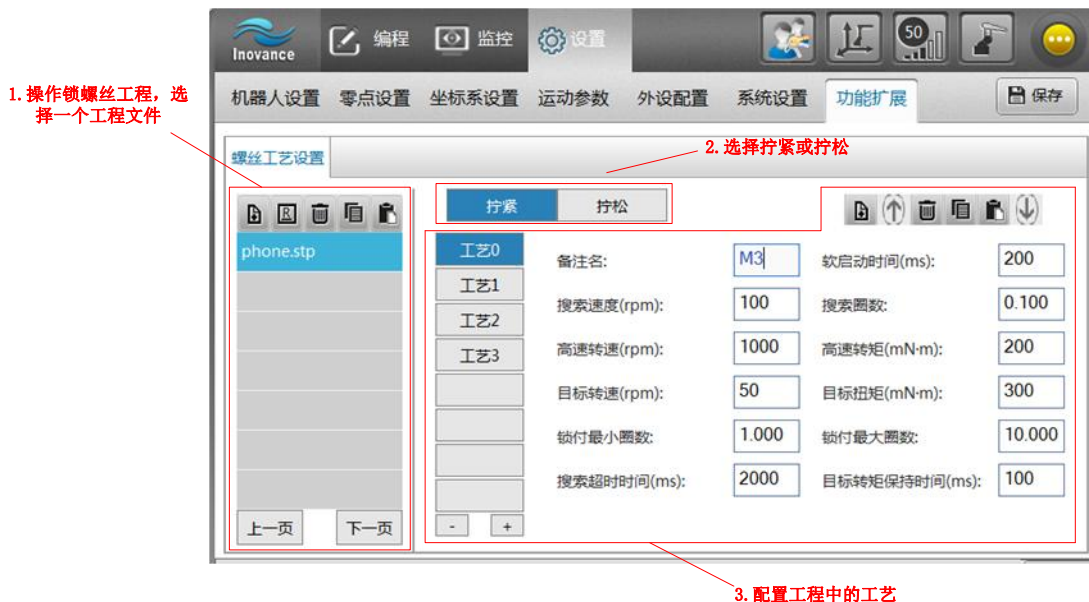 Inovance
编程
监控
设置
50
机器人设置
零点设置
坐标系设置
运动参数
外设配置
系统设置
功能扩展
保存
1.操作锁螺丝工程，选
择一个工程文件
螺丝工艺设置
2.选择拧紧或拧松
R
phone.stp
上一页
下一页
拧紧
拧松
工艺0
工艺1
工艺2
工艺3
-
+
备注名: M3
软启动时间(ms): 200
搜索速度(rpm): 100
搜索圈数: 0.100
高速转速(rpm): 1000
高速转矩(mN·m): 200
目标转速(rpm): 50
目标扭矩(mN·m): 300
锁付最小圈数: 1.000
锁付最大圈数: 10.000
搜索超时时间(ms): 2000
目标转矩保持时间(ms): 100
3.配置工程中的工艺